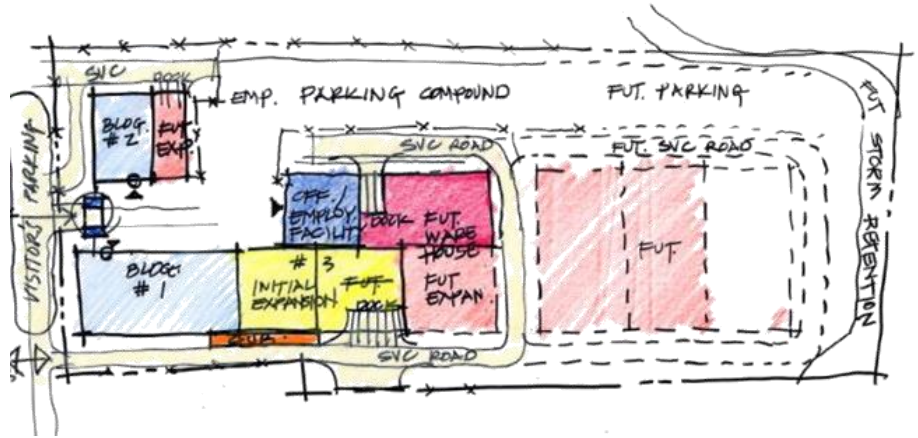 SVC
DOCK
EMP. PARKING COMPOUND
FUT. PARKING
BLDG.
# 2
FUT.
EXP.
VISITOR'S PARKING
SVC ROAD
FUT. SVC ROAD
FUT STORM RETENTION
OFF. /
EMPLOY.
FACILITY
DOCK
FUT.
WARE
HOUSE
FUT.
BLDG.
# 1
# 3
INITIAL
EXPANSION
FUT
DOCK
FUT
EXPAN.
SVC ROAD